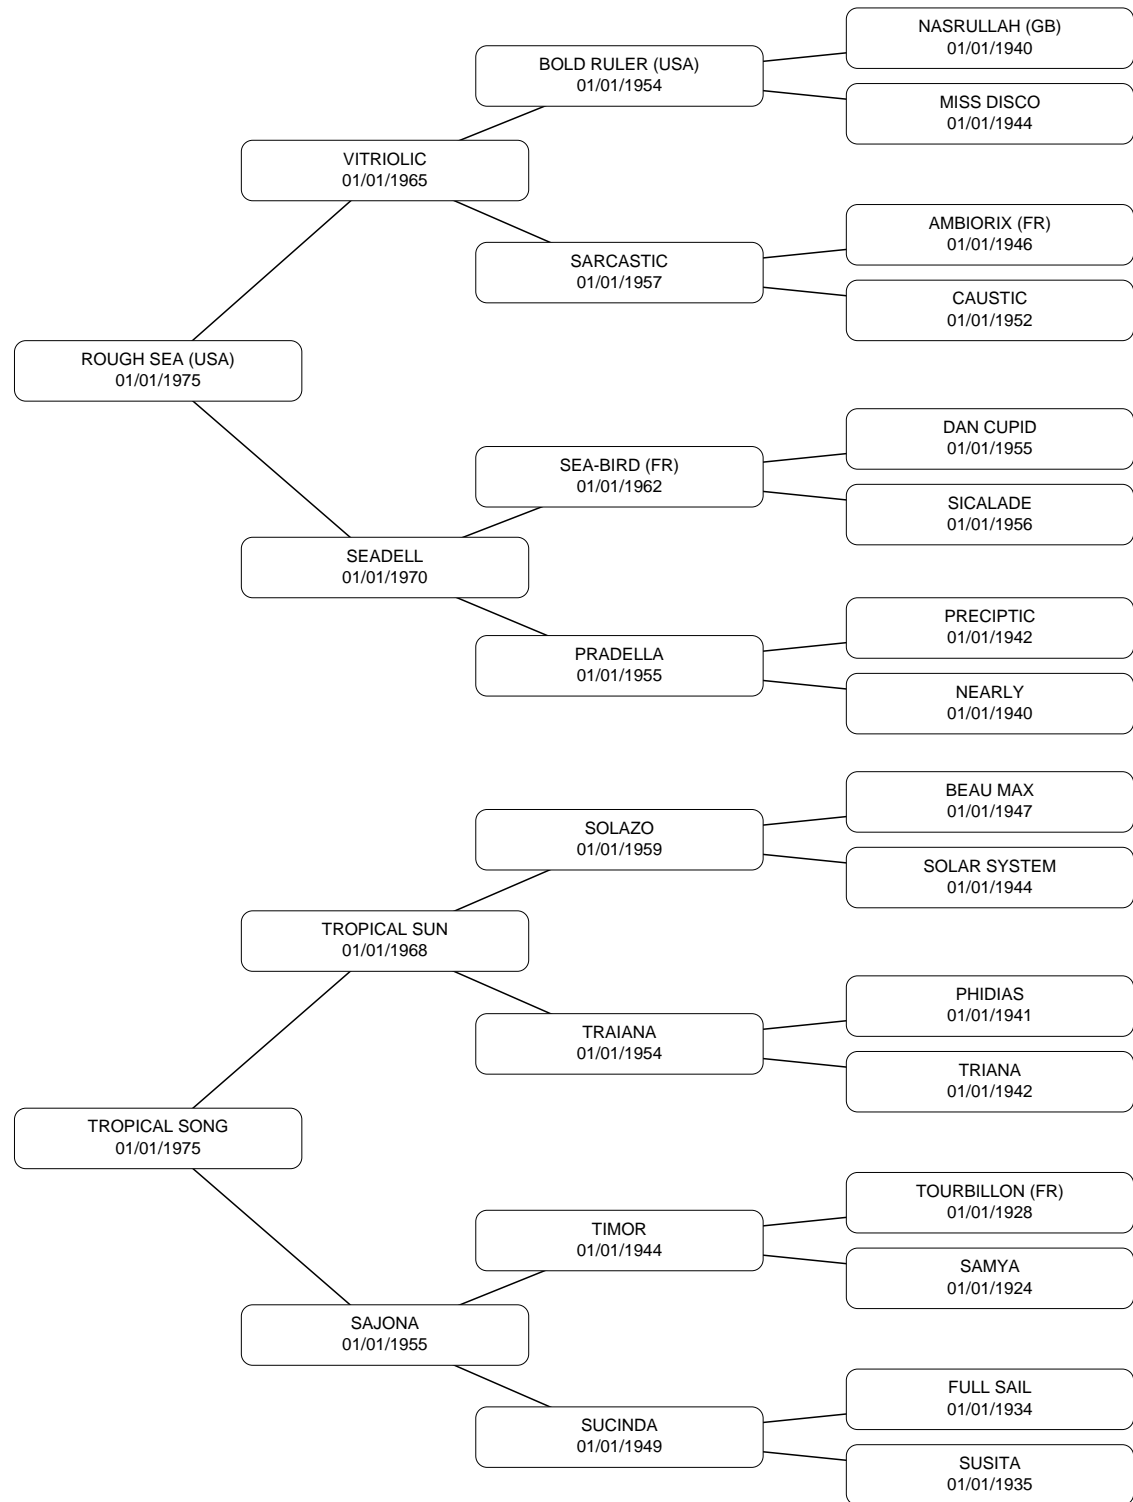 NASRULLAH (GB)
01/01/1940
BOLD RULER (USA)
01/01/1954
MISS DISCO
01/01/1944
VITRIOLIC
01/01/1965
AMBIORIX (FR)
01/01/1946
SARCASTIC
01/01/1957
CAUSTIC
01/01/1952
ROUGH SEA (USA)
01/01/1975
DAN CUPID
01/01/1955
SEA-BIRD (FR)
01/01/1962
SICALADE
01/01/1956
SEADELL
01/01/1970
PRECIPTIC
01/01/1942
PRADELLA
01/01/1955
NEARLY
01/01/1940
BEAU MAX
01/01/1947
SOLAZO
01/01/1959
SOLAR SYSTEM
01/01/1944
TROPICAL SUN
01/01/1968
PHIDIAS
01/01/1941
TRAIANA
01/01/1954
TRIANA
01/01/1942
TROPICAL SONG
01/01/1975
TOURBILLON (FR)
01/01/1928
TIMOR
01/01/1944
SAMYA
01/01/1924
SAJONA
01/01/1955
FULL SAIL
01/01/1934
SUCINDA
01/01/1949
SUSITA
01/01/1935